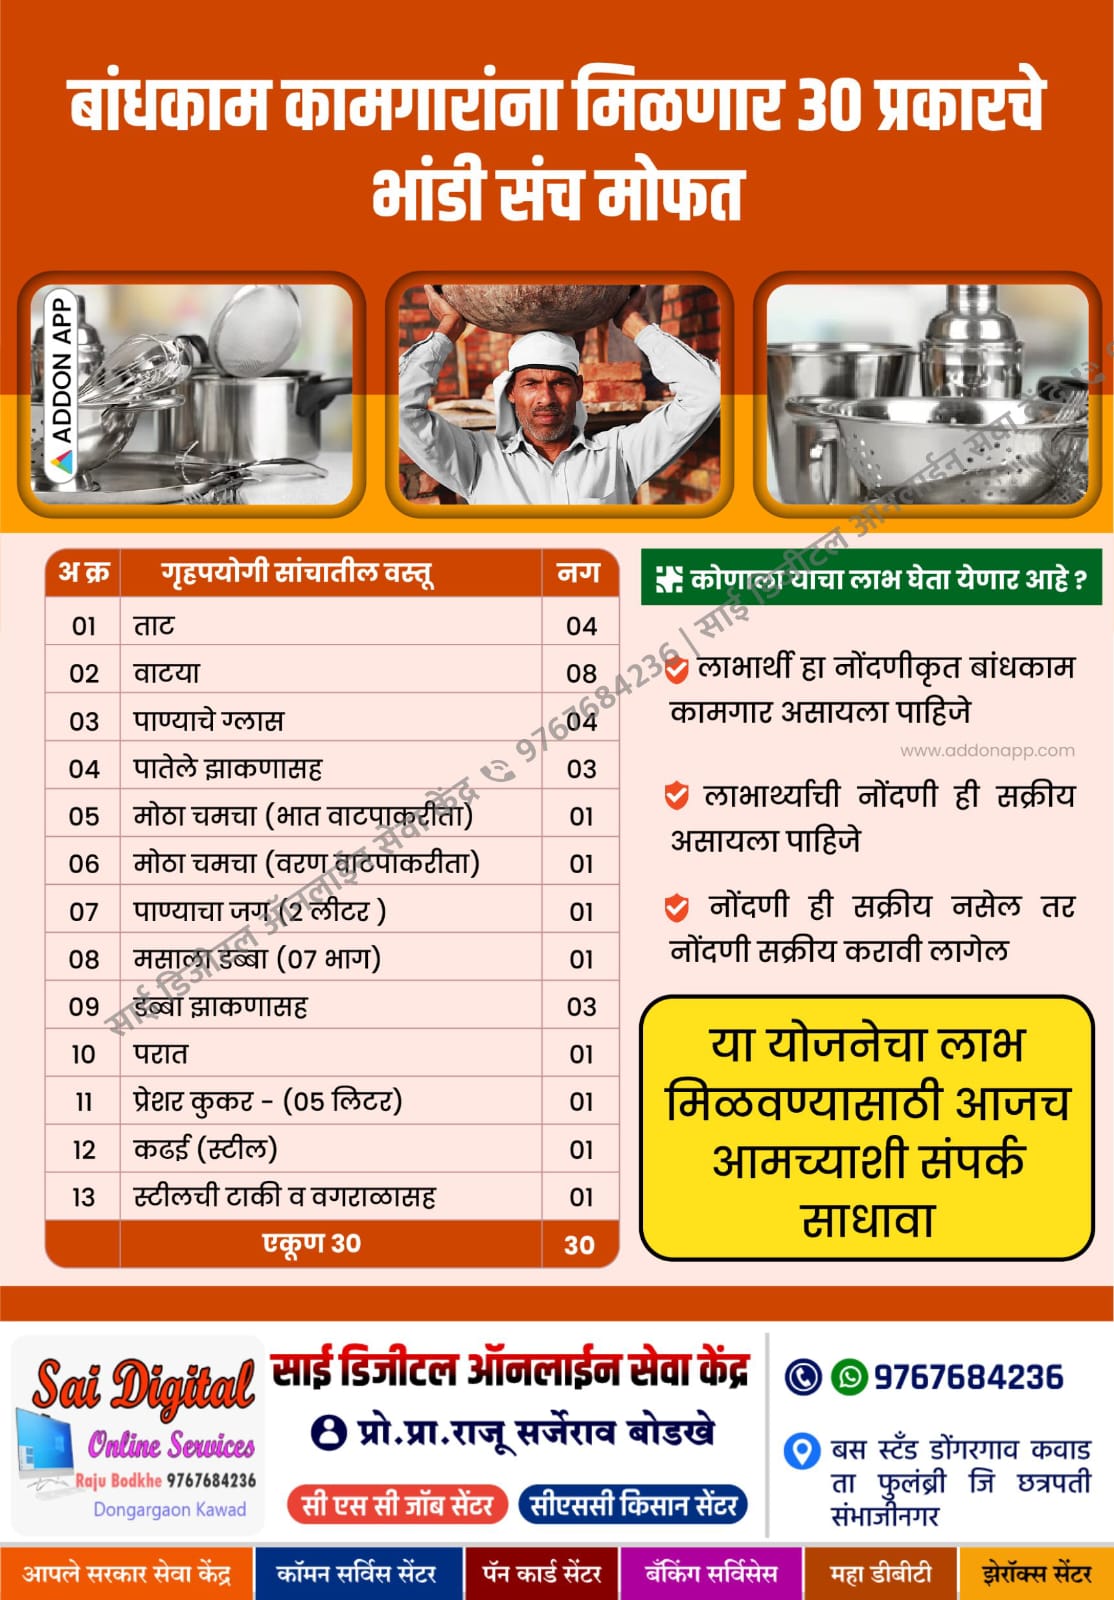 बांधकाम कामगारांना मिळणार 30 प्रकारचे
भांडी संच मोफत
ADDON APP
अ क्र गृहपयोगी सांचातील वस्तू नग
01 ताट 04
02 वाटया 08
03 पाण्याचे ग्लास 04
04 पातेले झाकणासह 03
05 मोठा चमचा (भात वाटपाकरीता) 01
06 मोठा चमचा (वरण वाटपाकरीता) 01
07 पाण्याचा जग (2 लीटर ) 01
08 मसाला डब्बा (07 भाग) 01
09 डब्बा झाकणासह 03
10 परात 01
11 प्रेशर कुकर - (05 लिटर) 01
12 कढई (स्टील) 01
13 स्टीलची टाकी व वगराळासह 01
एकूण 30 30
कोणाला याचा लाभ घेता येणार आहे ?
लाभार्थी हा नोंदणीकृत बांधकाम
कामगार असायला पाहिजे
www.addonapp.com
लाभार्थ्याची नोंदणी ही सक्रीय
असायला पाहिजे
नोंदणी ही सक्रीय नसेल तर
नोंदणी सक्रीय करावी लागेल
या योजनेचा लाभ
मिळवण्यासाठी आजच
आमच्याशी संपर्क
साधावा
साई डिजीटल ऑनलाईन सेवा केंद्र 9767684236 | साई डिजीटल ऑनलाईन सेवा केंद्र
Sai Digital
Online Services
Raju Bodkhe 9767684236
Dongargaon Kawad
साई डिजीटल ऑनलाईन सेवा केंद्र
प्रो.प्रा.राजू सर्जेराव बोडखे
सी एस सी जॉब सेंटर सीएससी किसान सेंटर
9767684236
बस स्टँड डोंगरगाव कवाड
ता फुलंब्री जि छत्रपती
संभाजीनगर
आपले सरकार सेवा केंद्र कॉमन सर्विस सेंटर पॅन कार्ड सेंटर बँकिंग सर्विसेस महा डीबीटी झेरॉक्स सेंटर